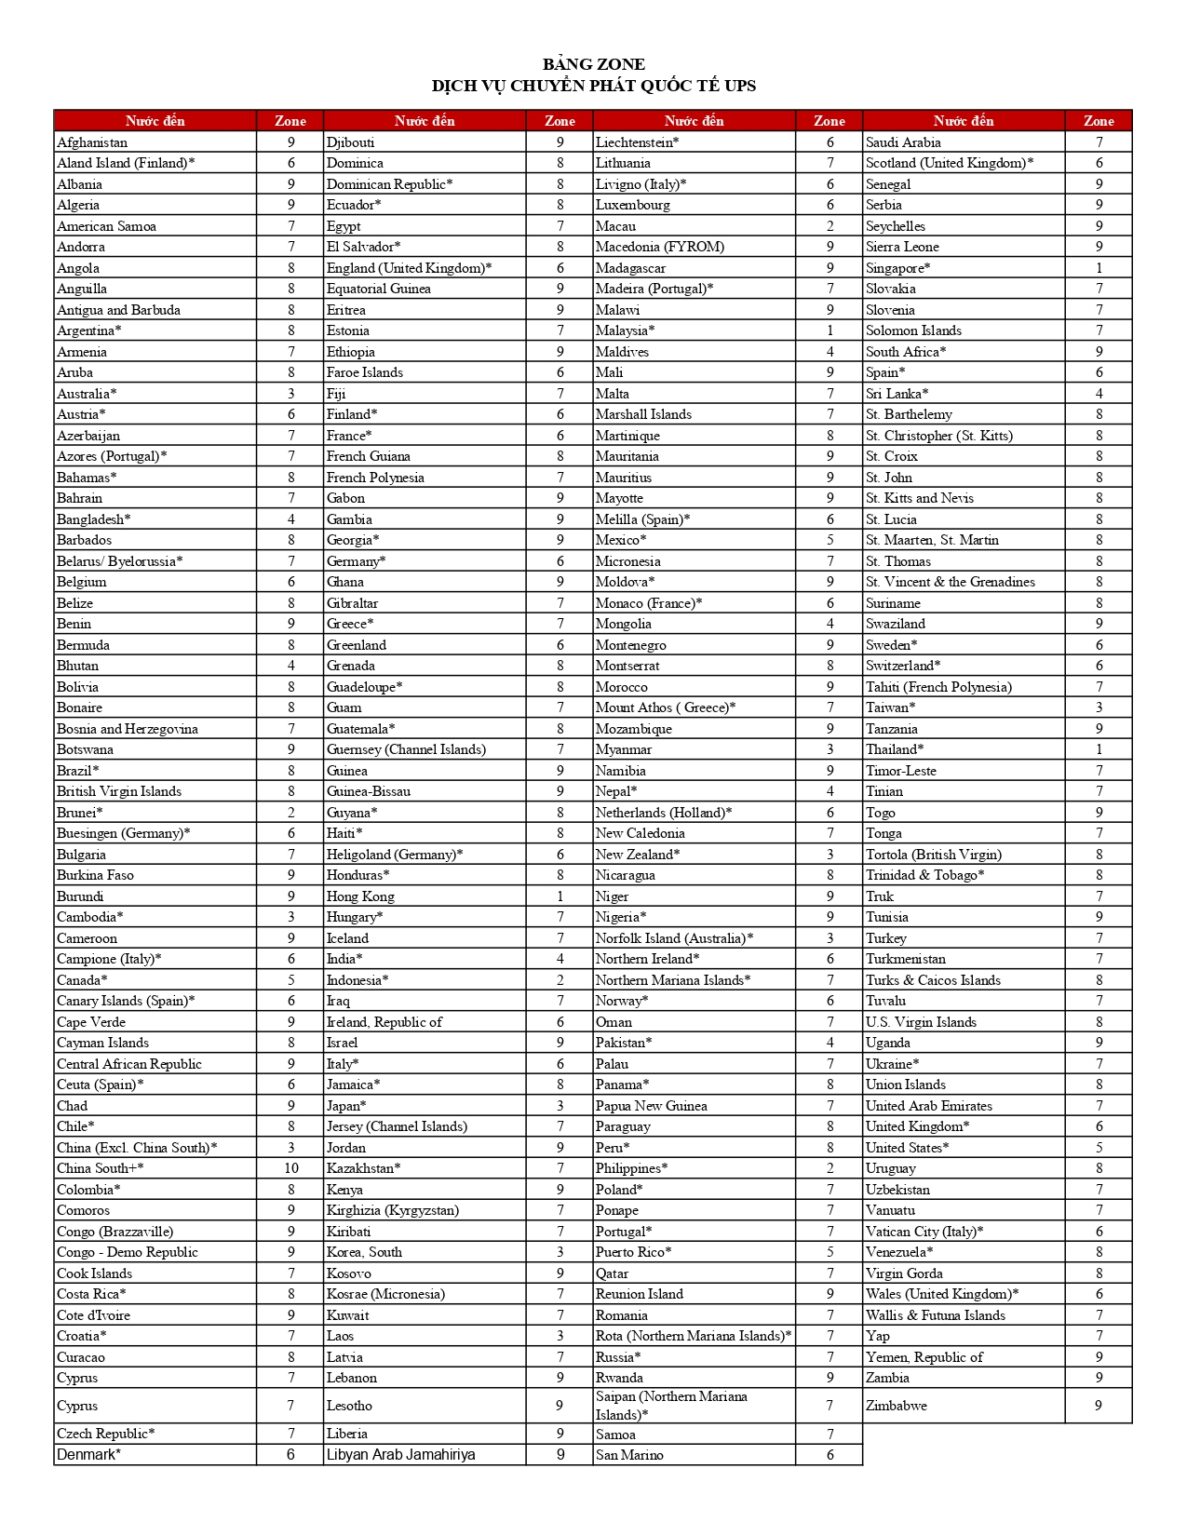 BẢNG ZONE
DỊCH VỤ CHUYỂN PHÁT QUỐC TẾ UPS
Nước đến Zone Nước đến Zone Nước đến Zone Nước đến Zone
Afghanistan 9 Djibouti 9 Liechtenstein* 6 Saudi Arabia 7
Aland Island (Finland)* 6 Dominica 8 Lithuania 7 Scotland (United Kingdom)* 6
Albania 9 Dominican Republic* 8 Livigno (Italy)* 6 Senegal 9
Algeria 9 Ecuador* 8 Luxembourg 6 Serbia 9
American Samoa 7 Egypt 7 Macau 2 Seychelles 9
Andorra 7 El Salvador* 8 Macedonia (FYROM) 9 Sierra Leone 9
Angola 8 England (United Kingdom)* 6 Madagascar 9 Singapore* 1
Anguilla 8 Equatorial Guinea 9 Madeira (Portugal)* 7 Slovakia 7
Antigua and Barbuda 8 Eritrea 9 Malawi 9 Slovenia 7
Argentina* 8 Estonia 7 Malaysia* 1 Solomon Islands 7
Armenia 7 Ethiopia 9 Maldives 4 South Africa* 9
Aruba 8 Faroe Islands 6 Mali 9 Spain* 6
Australia* 3 Fiji 7 Malta 7 Sri Lanka* 4
Austria* 6 Finland* 6 Marshall Islands 7 St. Barthelemy 8
Azerbaijan 7 France* 6 Martinique 8 St. Christopher (St. Kitts) 8
Azores (Portugal)* 7 French Guiana 8 Mauritania 9 St. Croix 8
Bahamas* 8 French Polynesia 7 Mauritius 9 St. John 8
Bahrain 7 Gabon 9 Mayotte 9 St. Kitts and Nevis 8
Bangladesh* 4 Gambia 9 Melilla (Spain)* 6 St. Lucia 8
Barbados 8 Georgia* 9 Mexico* 5 St. Maarten, St. Martin 8
Belarus/ Byelorussia* 7 Germany* 6 Micronesia 7 St. Thomas 8
Belgium 6 Ghana 9 Moldova* 9 St. Vincent & the Grenadines 8
Belize 8 Gibraltar 7 Monaco (France)* 6 Suriname 8
Benin 9 Greece* 7 Mongolia 4 Swaziland 9
Bermuda 8 Greenland 6 Montenegro 9 Sweden* 6
Bhutan 4 Grenada 8 Montserrat 8 Switzerland* 6
Bolivia 8 Guadeloupe* 8 Morocco 9 Tahiti (French Polynesia) 7
Bonaire 8 Guam 7 Mount Athos ( Greece)* 7 Taiwan* 3
Bosnia and Herzegovina 7 Guatemala* 8 Mozambique 9 Tanzania 9
Botswana 9 Guernsey (Channel Islands) 7 Myanmar 3 Thailand* 1
Brazil* 8 Guinea 9 Namibia 9 Timor-Leste 7
British Virgin Islands 8 Guinea-Bissau 9 Nepal* 4 Tinian 7
Brunei* 2 Guyana* 8 Netherlands (Holland)* 6 Togo 9
Buesingen (Germany)* 6 Haiti* 8 New Caledonia 7 Tonga 7
Bulgaria 7 Heligoland (Germany)* 6 New Zealand* 3 Tortola (British Virgin) 8
Burkina Faso 9 Honduras* 8 Nicaragua 8 Trinidad & Tobago* 8
Burundi 9 Hong Kong 1 Niger 9 Truk 7
Cambodia* 3 Hungary* 7 Nigeria* 9 Tunisia 9
Cameroon 9 Iceland 7 Norfolk Island (Australia)* 3 Turkey 7
Campione (Italy)* 6 India* 4 Northern Ireland* 6 Turkmenistan 7
Canada* 5 Indonesia* 2 Northern Mariana Islands* 7 Turks & Caicos Islands 8
Canary Islands (Spain)* 6 Iraq 7 Norway* 6 Tuvalu 7
Cape Verde 9 Ireland, Republic of 6 Oman 7 U.S. Virgin Islands 8
Cayman Islands 8 Israel 9 Pakistan* 4 Uganda 9
Central African Republic 9 Italy* 6 Palau 7 Ukraine* 7
Ceuta (Spain)* 6 Jamaica* 8 Panama* 8 Union Islands 8
Chad 9 Japan* 3 Papua New Guinea 7 United Arab Emirates 7
Chile* 8 Jersey (Channel Islands) 7 Paraguay 8 United Kingdom* 6
China (Excl. China South)* 3 Jordan 9 Peru* 8 United States* 5
China South+* 10 Kazakhstan* 7 Philippines* 2 Uruguay 8
Colombia* 8 Kenya 9 Poland* 7 Uzbekistan 7
Comoros 9 Kirghizia (Kyrgyzstan) 7 Ponape 7 Vanuatu 7
Congo (Brazzaville) 9 Kiribati 7 Portugal* 7 Vatican City (Italy)* 6
Congo - Demo Republic 9 Korea, South 3 Puerto Rico* 5 Venezuela* 8
Cook Islands 7 Kosovo 9 Qatar 7 Virgin Gorda 8
Costa Rica* 8 Kosrae (Micronesia) 7 Reunion Island 9 Wales (United Kingdom)* 6
Cote d'Ivoire 9 Kuwait 7 Romania 7 Wallis & Futuna Islands 7
Croatia* 7 Laos 3 Rota (Northern Mariana Islands)* 7 Yap 7
Curacao 8 Latvia 7 Russia* 7 Yemen, Republic of 9
Cyprus 7 Lebanon 9 Rwanda 9 Zambia 9
Cyprus 7 Lesotho 9 Saipan (Northern Mariana
Islands)* 7 Zimbabwe 9
Czech Republic* 7 Liberia 9 Samoa 7
Denmark* 6 Libyan Arab Jamahiriya 9 San Marino 6